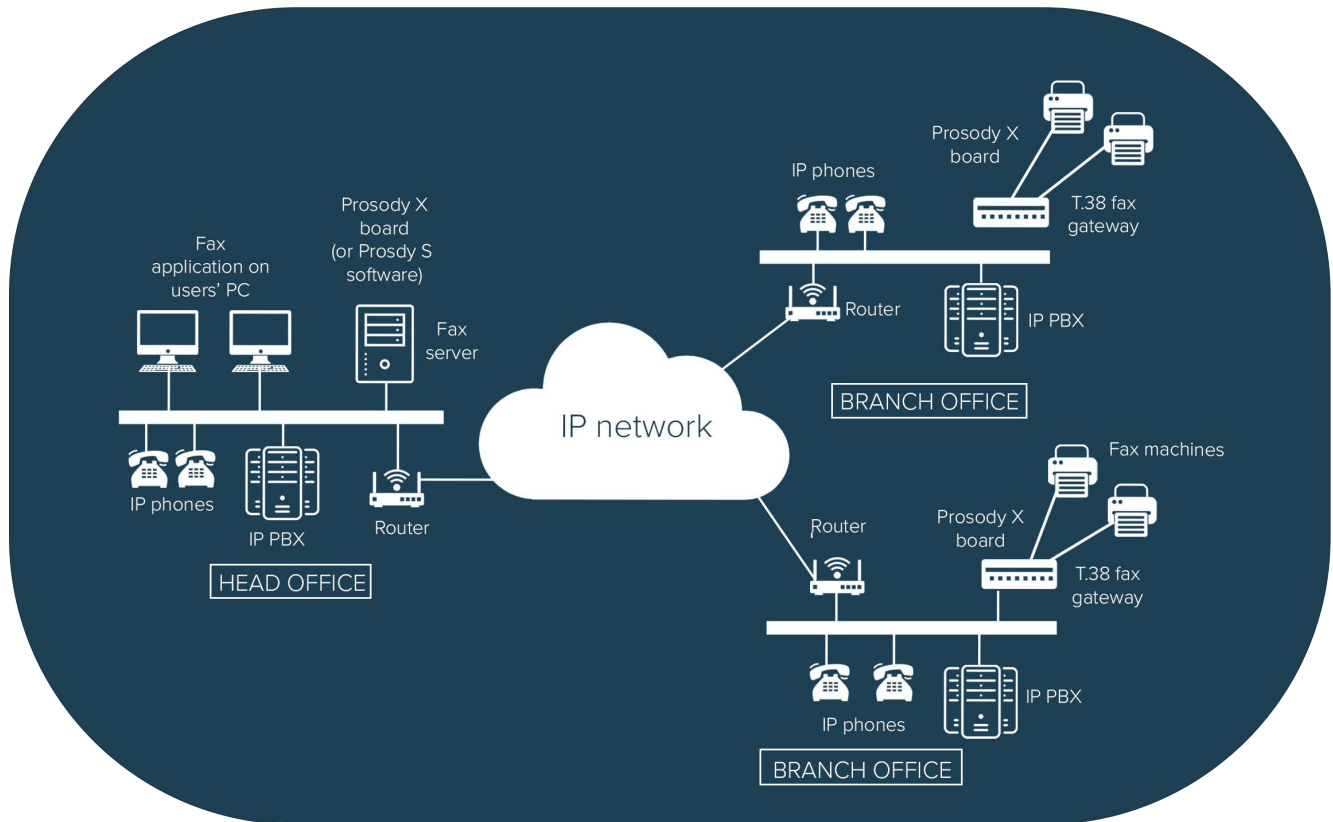 Fax
application on
users’ PC
Prosody X
board
(or Prosdy S
software)
Fax
server
IP phones
IP PBX
Router
HEAD OFFICE
IP network
IP phones
Prosody X
board
T.38 fax
gateway
Router
IP PBX
BRANCH OFFICE
Fax machines
Router
Prosody X
board
T.38 fax
gateway
IP phones
IP PBX
BRANCH OFFICE